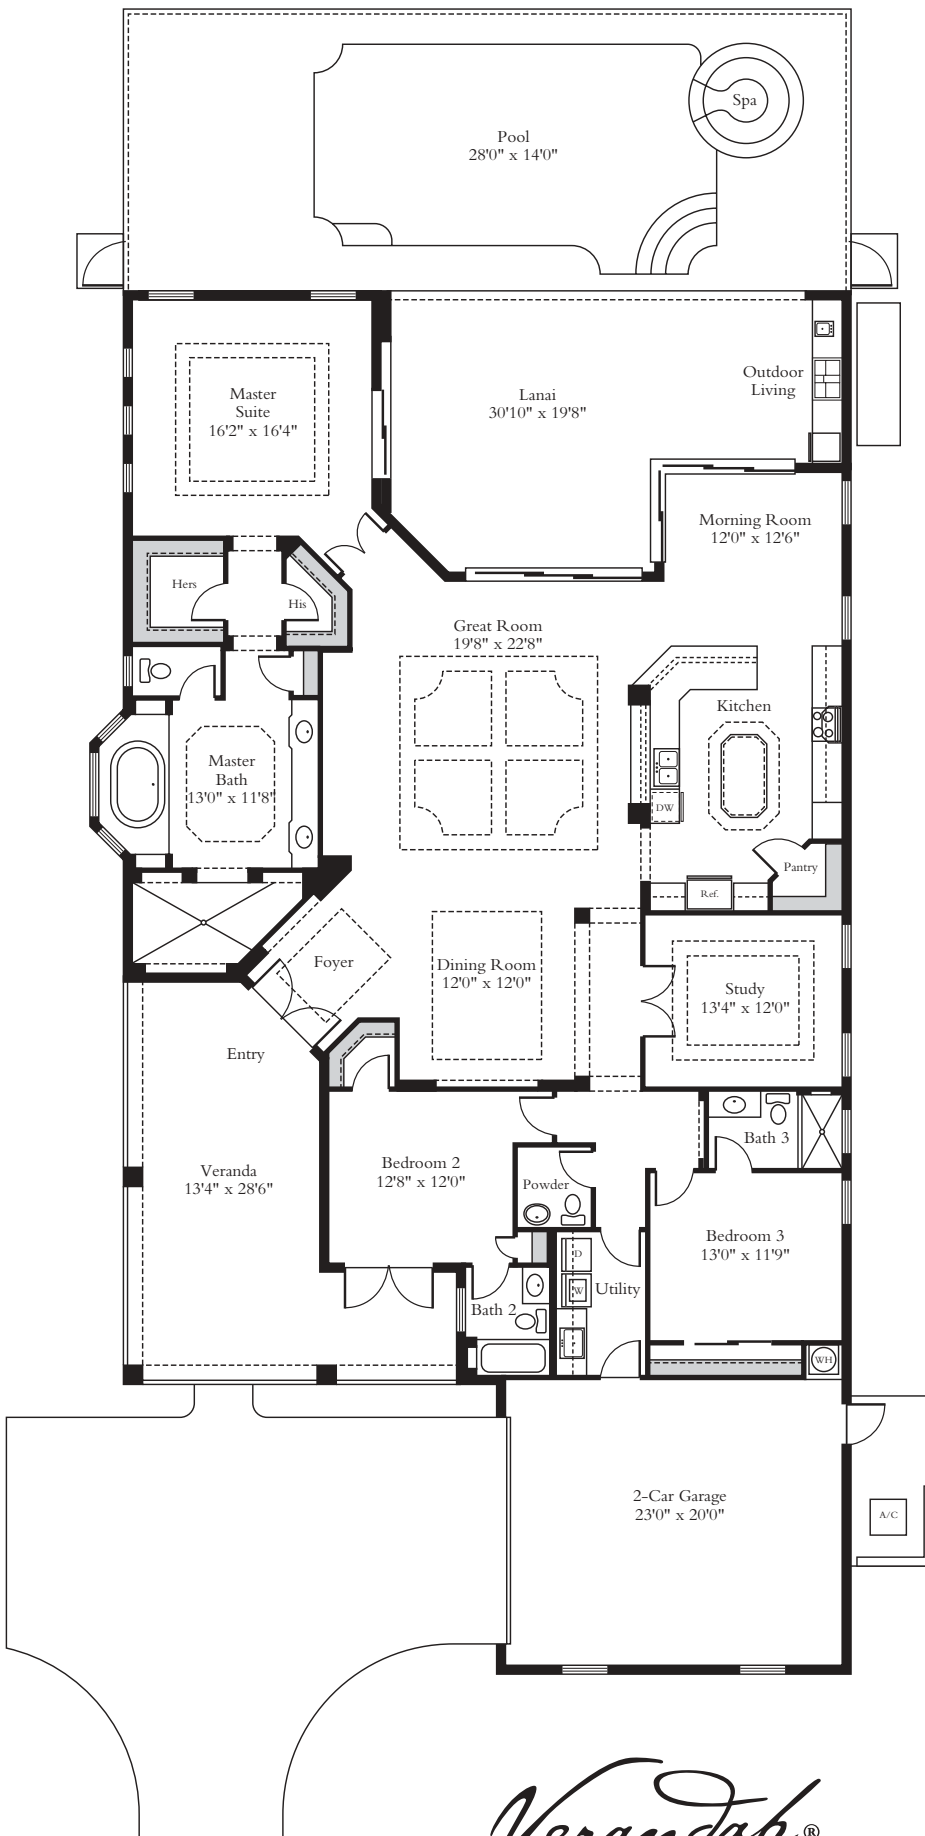 Spa
Pool
28'0" x 14'0"
Outdoor
Living
Master
Suite
16'2" x 16'4"
Lanai
30'10" x 19'8"
Morning Room
12'0" x 12'6"
Hers
His
Great Room
19'8" x 22'8"
Kitchen
Master
Bath
13'0" x 11'8"
DW
Pantry
Ref.
Foyer
Dining Room
12'0" x 12'0"
Study
13'4" x 12'0"
Entry
Bath 3
Veranda
13'4" x 28'6"
Bedroom 2
12'8" x 12'0"
Powder
Bedroom 3
13'0" x 11'9"
D
W
Utility
Bath 2
WH
2-Car Garage
23'0" x 20'0"
A/C
Verandah®